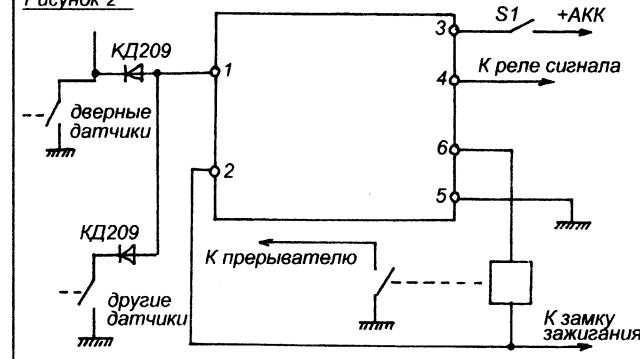 Рисунок 2
S1 +АКК
3
КД209
1
К реле сигнала
4
дверные
датчики
6
2
5
КД209
К прерывателю
другие
датчики
К замку
зажигания